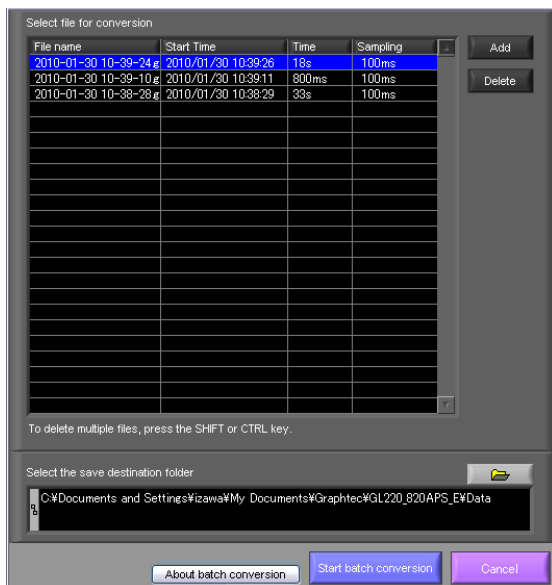 Select file for conversion
File name Start Time Time Sampling
Add
2010-01-30 10-39-24g 2010/01/30 10:39:26 18s 100ms
2010-01-30 10-39-10g 2010/01/30 10:39:11 800ms 100ms
Delete
2010-01-30 10-38-28g 2010/01/30 10:38:29 33s 100ms
To delete multiple files, press the SHIFT or CTRL key.
Select the save destination folder
C:¥Documents and Settings¥izawa¥My Documents¥Graphtec¥GL220_820APS_E¥Data
About batch conversion
Start batch conversion
Cancel